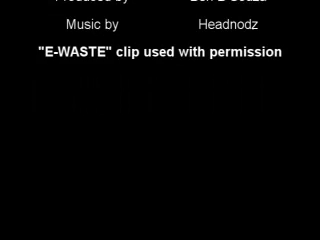 Music by Headnodz
"E-WASTE" clip used with permission